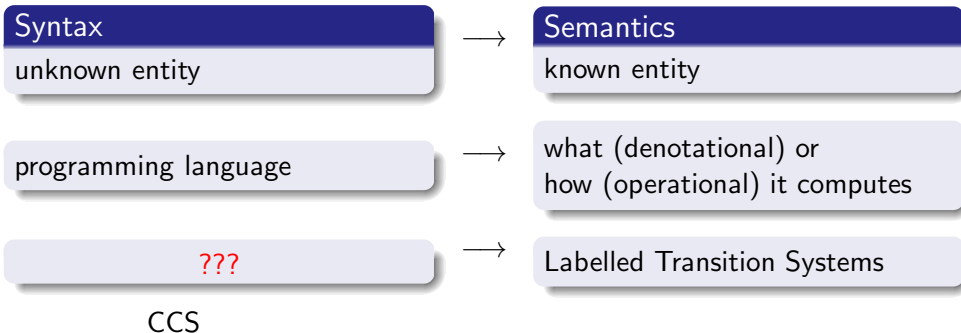 Syntax → Semantics
unknown entity
known entity
programming language → what (denotational) or
how (operational) it computes
??? → Labelled Transition Systems
CCS